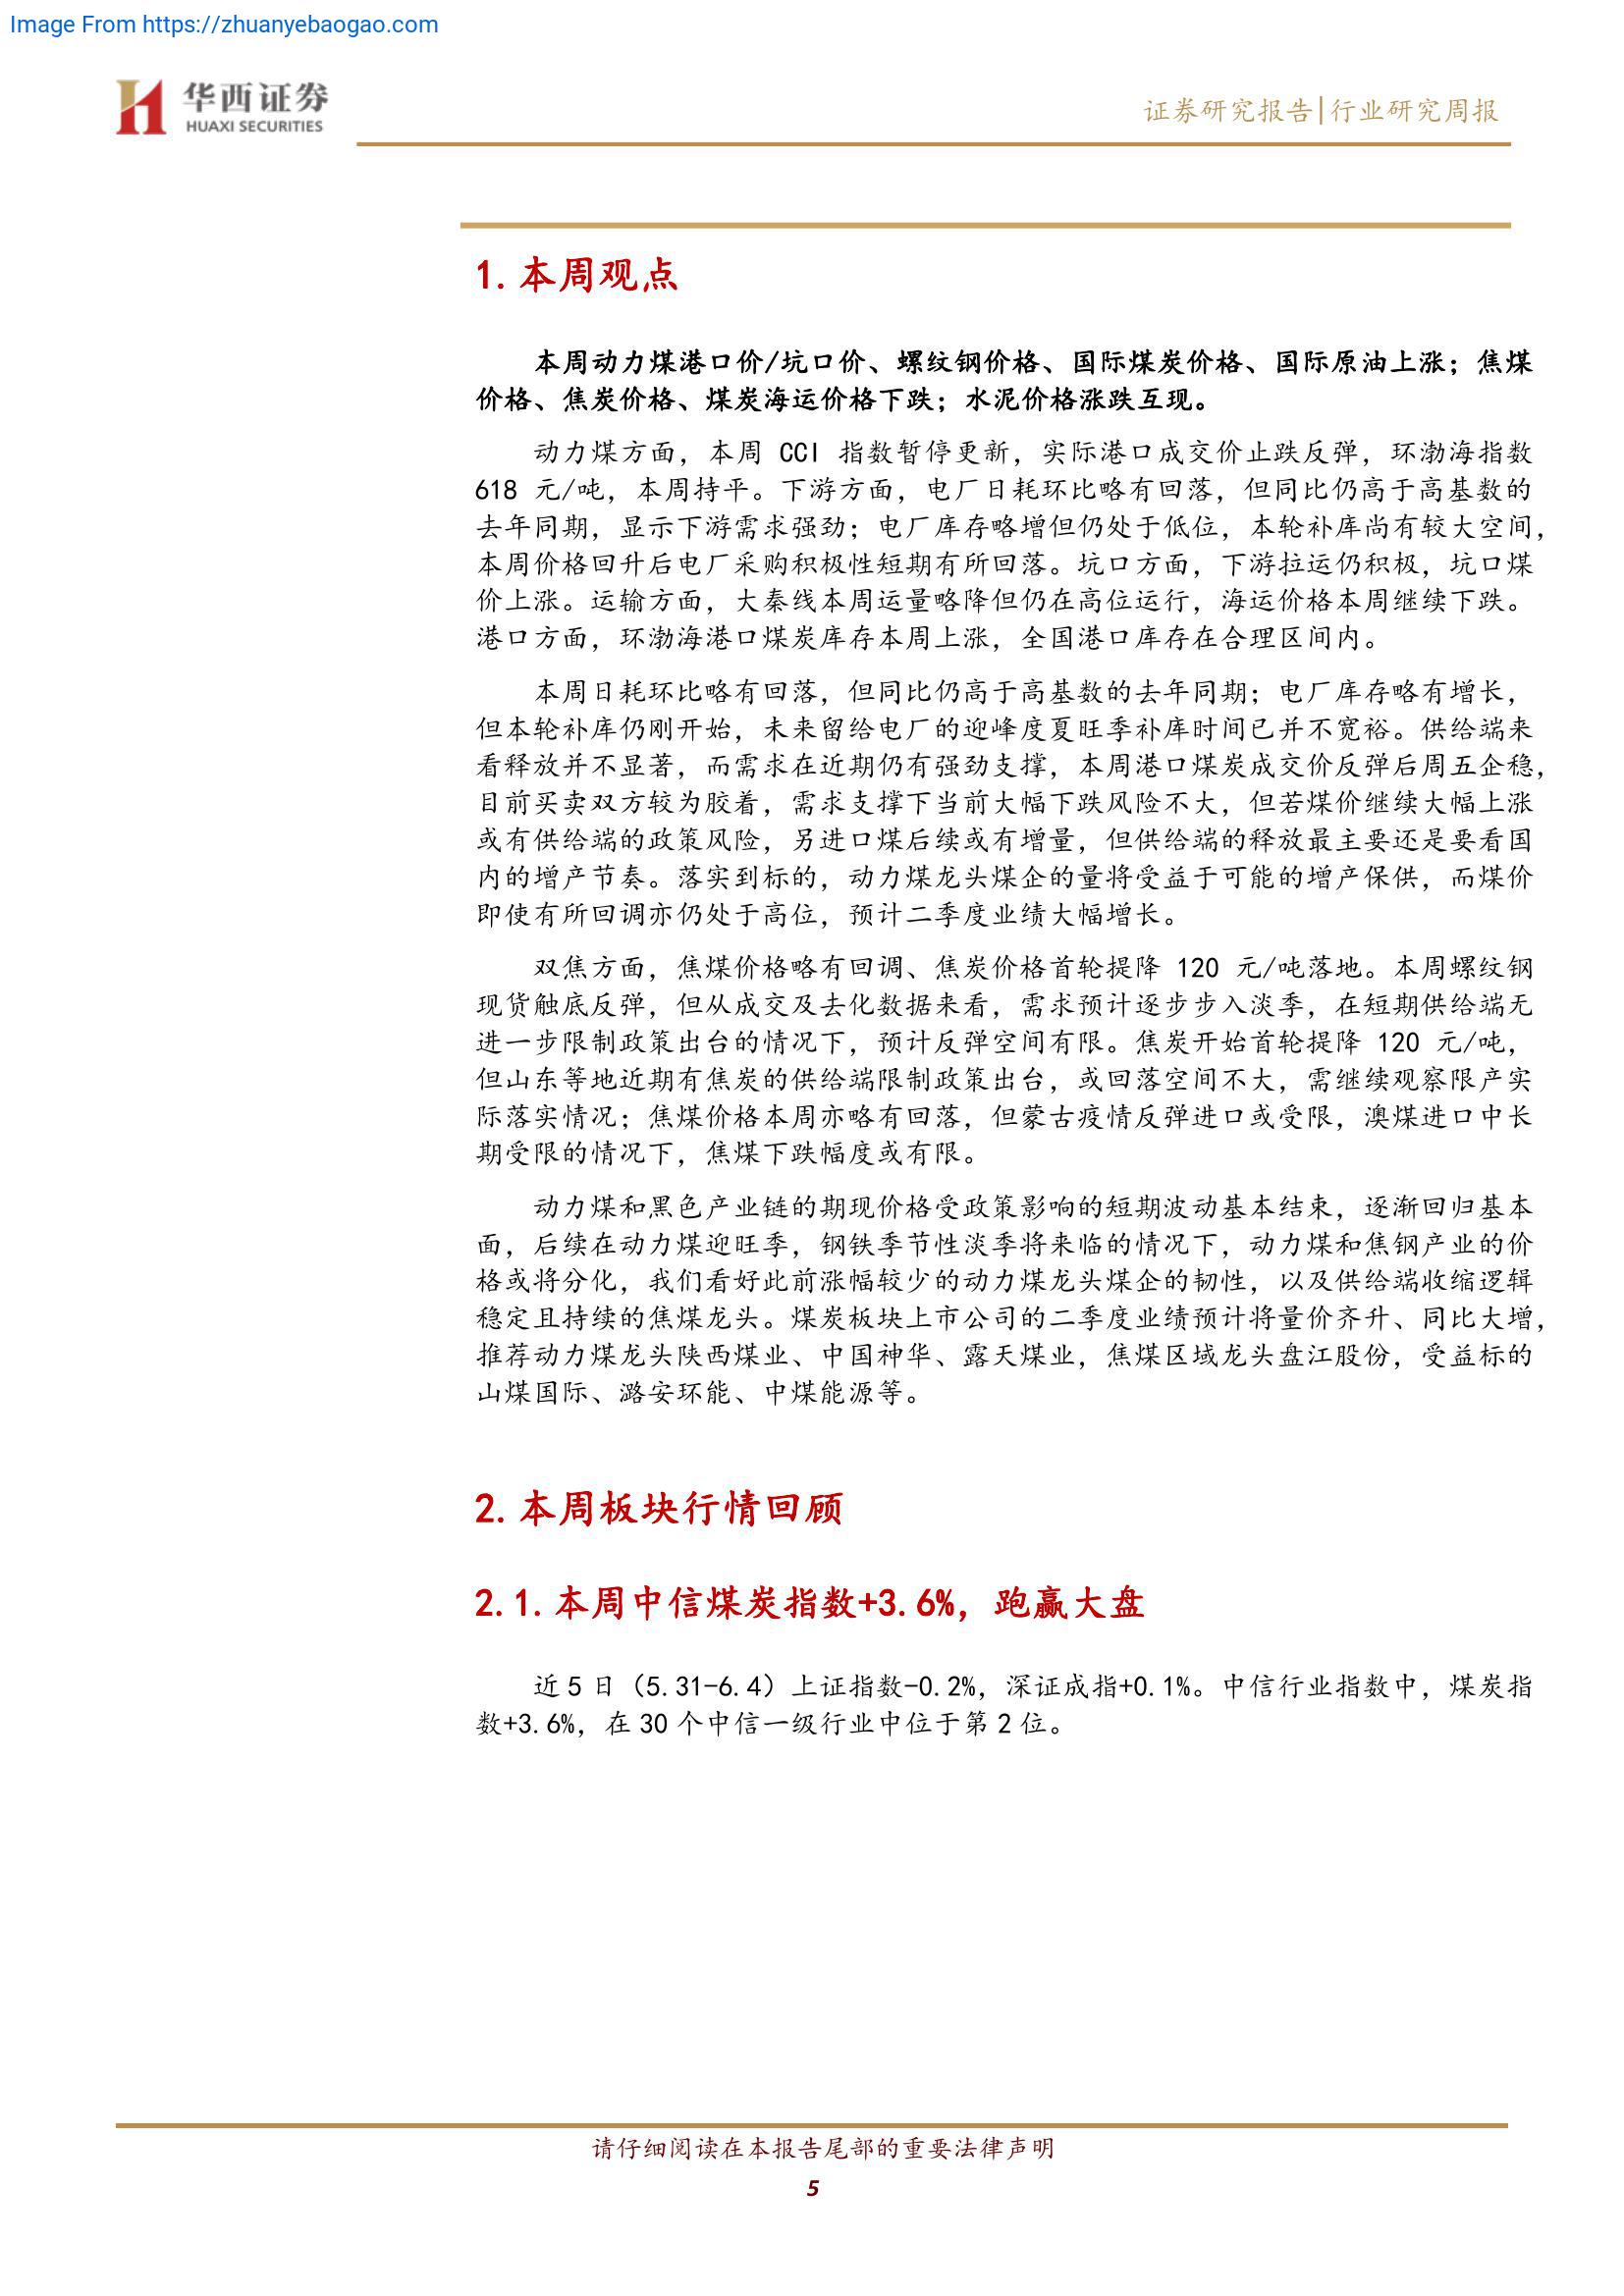 Image From https://zhuanyebaogao.com
华西证券
HUAXI SECURITIES
证券研究报告|行业研究周报
1.本周观点
本周动力煤港口价/坑口价、螺纹钢价格、国际煤炭价格、国际原油上涨；焦煤
价格、焦炭价格、煤炭海运价格下跌；水泥价格涨跌互现。
动力煤方面，本周 CCI 指数暂停更新，实际港口成交价止跌反弹，环渤海指数
618 元/吨，本周持平。下游方面，电厂日耗环比略有回落，但同比仍高于高基数的
去年同期，显示下游需求强劲；电厂库存略增但仍处于低位，本轮补库尚有较大空间，
本周价格回升后电厂采购积极性短期有所回落。坑口方面，下游拉运仍积极，坑口煤
价上涨。运输方面，大秦线本周运量略降但仍在高位运行，海运价格本周继续下跌。
港口方面，环渤海港口煤炭库存本周上涨，全国港口库存在合理区间内。
本周日耗环比略有回落，但同比仍高于高基数的去年同期；电厂库存略有增长，
但本轮补库仍刚开始，未来留给电厂的迎峰度夏旺季补库时间已并不宽裕。供给端来
看释放并不显著，而需求在近期仍有强劲支撑，本周港口煤炭成交价反弹后周五企稳，
目前买卖双方较为胶着，需求支撑下当前大幅下跌风险不大，但若煤价继续大幅上涨
或有供给端的政策风险，另进口煤后续或有增量，但供给端的释放最主要还是要看国
内的增产节奏。落实到标的，动力煤龙头煤企的量将受益于可能的增产保供，而煤价
即使有所回调亦仍处于高位，预计二季度业绩大幅增长。
双焦方面，焦煤价格略有回调、焦炭价格首轮提降 120 元/吨落地。本周螺纹钢
现货触底反弹，但从成交及去化数据来看，需求预计逐步步入淡季，在短期供给端无
进一步限制政策出台的情况下，预计反弹空间有限。焦炭开始首轮提降 120 元/吨，
但山东等地近期有焦炭的供给端限制政策出台，或回落空间不大，需继续观察限产实
际落实情况；焦煤价格本周亦略有回落，但蒙古疫情反弹进口或受限，澳煤进口中长
期受限的情况下，焦煤下跌幅度或有限。
动力煤和黑色产业链的期现价格受政策影响的短期波动基本结束，逐渐回归基本
面，后续在动力煤迎旺季，钢铁季节性淡季将来临的情况下，动力煤和焦钢产业的价
格或将分化，我们看好此前涨幅较少的动力煤龙头煤企的韧性，以及供给端收缩逻辑
稳定且持续的焦煤龙头。煤炭板块上市公司的二季度业绩预计将量价齐升、同比大增，
推荐动力煤龙头陕西煤业、中国神华、露天煤业，焦煤区域龙头盘江股份，受益标的
山煤国际、潞安环能、中煤能源等。
2.本周板块行情回顾
2.1.本周中信煤炭指数+3.6%，跑赢大盘
近 5 日（5.31-6.4）上证指数-0.2%，深证成指+0.1%。中信行业指数中，煤炭指
数+3.6%，在 30 个中信一级行业中位于第 2 位。
请仔细阅读在本报告尾部的重要法律声明
5